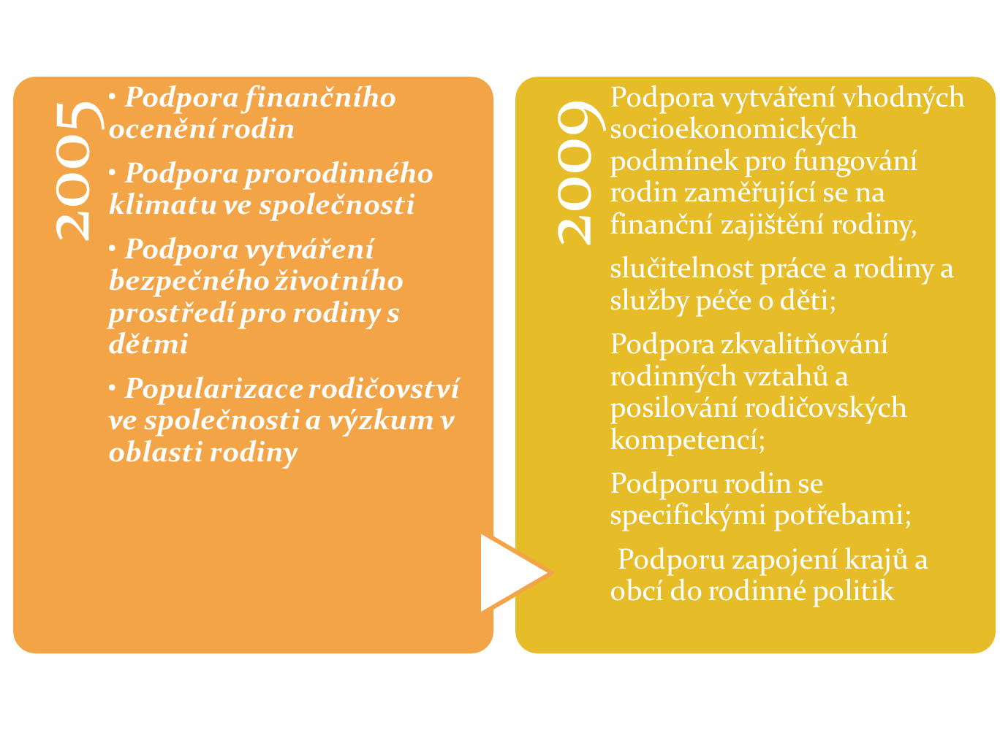 2005
• Podpora finančního
ocenění rodin
• Podpora prorodinného
klimatu ve společnosti
• Podpora vytváření
bezpečného životního
prostředí pro rodiny s
dětmi
• Popularizace rodičovství
ve společnosti a výzkum v
oblasti rodiny
2009
Podpora vytváření vhodných
socioekonomických
podmínek pro fungování
rodin zaměřující se na
finanční zajištění rodiny,
slučitelnost práce a rodiny a
služby péče o děti;
Podpora zkvalitňování
rodinných vztahů a
posilování rodičovských
kompetencí;
Podporu rodin se
specifickými potřebami;
Podporu zapojení krajů a
obcí do rodinné politik